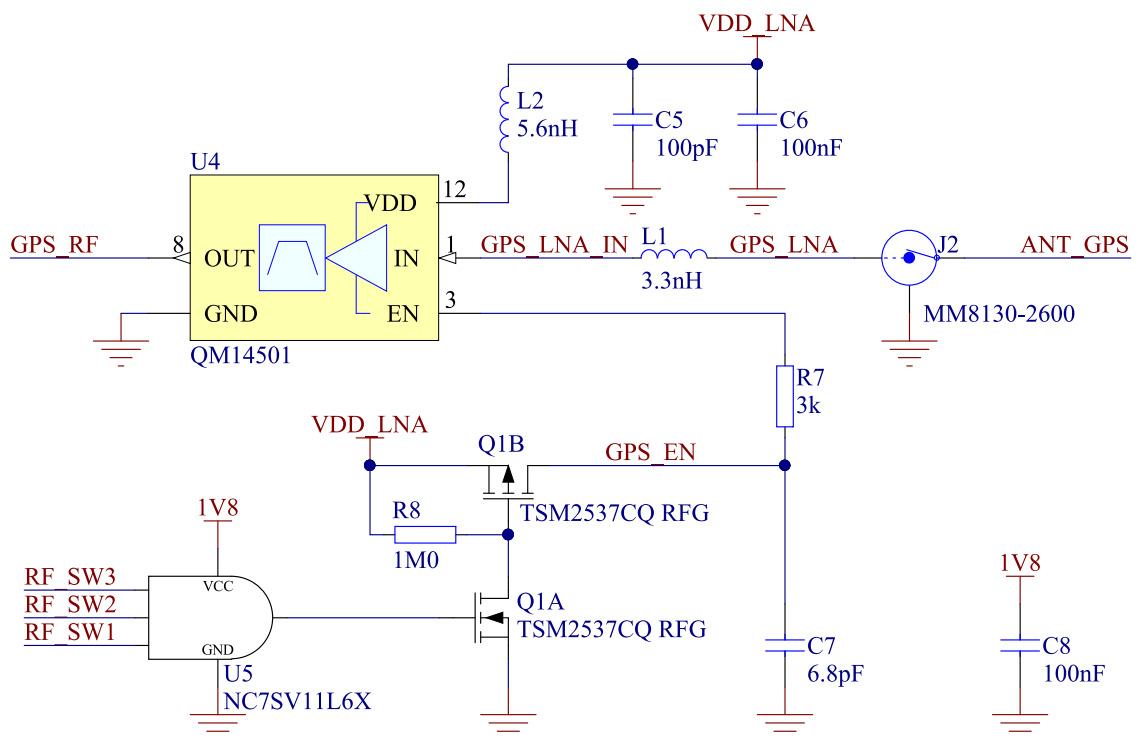 VDD_LNA
L2
5.6nH
C5
100pF
C6
100nF
U4
12
VDD
GPS_RF
8
OUT
IN
1
GPS_LNA_IN
L1
3.3nH
GPS_LNA
J2
ANT_GPS
GND
EN
3
MM8130-2600
QM14501
R7
3k
VDD_LNA
Q1B
GPS_EN
TSM2537CQ RFG
R8
1M0
1V8
VCC
RF_SW3
RF_SW2
RF_SW1
GND
U5
NC7SV11L6X
Q1A
TSM2537CQ RFG
C7
6.8pF
1V8
C8
100nF